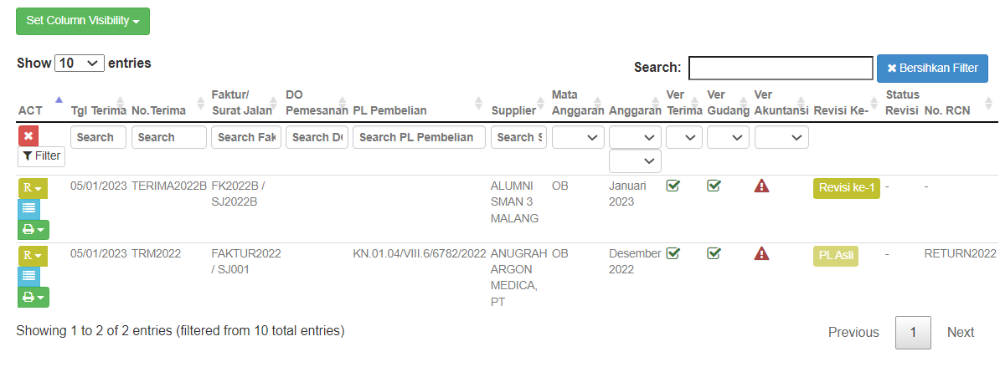 Set Column Visibility
Show 10 entries
Search:
Bersihkan Filter
ACT
Tgl Terima
No.Terima
Faktur/
Surat Jalan
DO
Pemesanan
PL Pembelian
Supplier
Mata
Anggaran
Anggaran
Ver
Terima
Ver
Gudang
Ver
Akuntansi
Revisi Ke-
Status
Revisi
No. RCN
Filter
Search
Search
Search Fak
Search DO
Search PL Pembelian
Search S
R
05/01/2023
TERIMA2022B
FK2022B /
SJ2022B
ALUMNI
SMAN 3
MALANG
OB
Januari
2023
Revisi ke-1
-
-
R
05/01/2023
TRM2022
FAKTUR2022
/ SJ001
KN.01.04/VIII.6/6782/2022
ANUGRAH
ARGON
MEDICA,
PT
OB
Desember
2022
PL Asli
-
RETURN2022
Showing 1 to 2 of 2 entries (filtered from 10 total entries)
Previous 1 Next